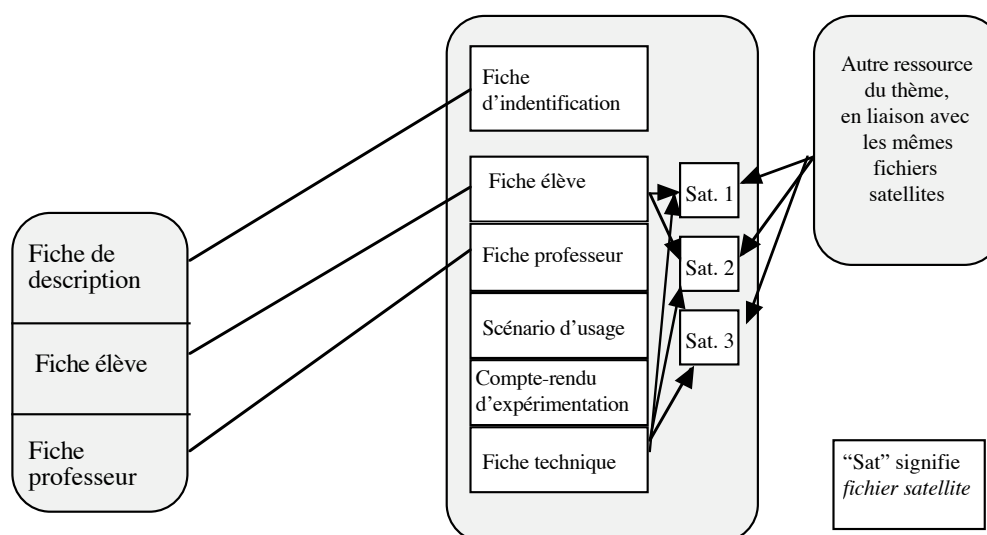 Fiche de
description
Fiche élève
Fiche
professeur
Fiche
d’indentification
Fiche élève
Fiche professeur
Scénario d’usage
Compte-rendu
d’expérimentation
Fiche technique
Sat. 1
Sat. 2
Sat. 3
Autre ressource
du thème,
en liaison avec
les mêmes
fichiers
satellites
“Sat” signifie
fichier satellite